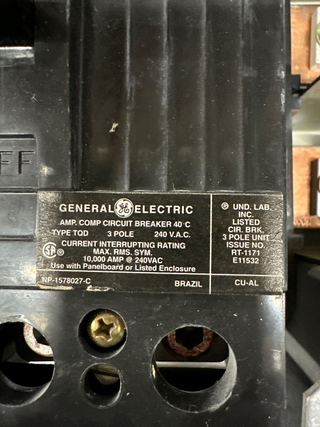 OFF
GENERAL GE ELECTRIC
AMP. COMP CIRCUIT BREAKER 40°C
TYPE TQD 3 POLE 240 V.A.C.
CURRENT INTERRUPTING RATING
MAX. RMS. SYM.
10,000 AMP @ 240VAC
Use with Panelboard or Listed Enclosure
NP-1578027-C BRAZIL
® UND. LAB.
INC.
LISTED
CIR. BRK.
3 POLE UNIT
ISSUE NO.
RT-1171
E11532
CU-AL